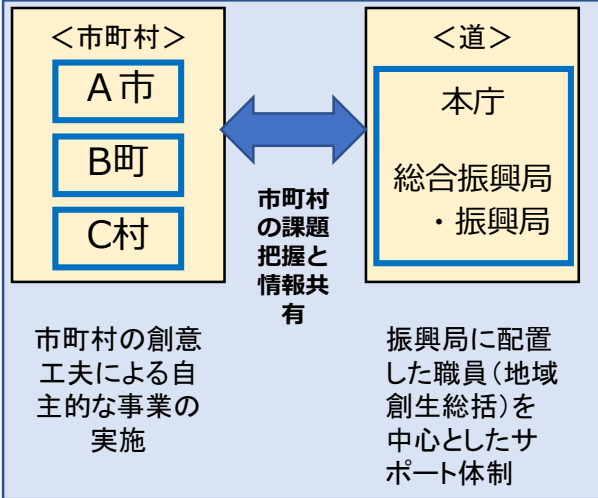 ＜市町村＞
A市
B町
C村
市町村
の課題
把握と
情報共
有
＜道＞
本庁
総合振興局
・振興局
市町村の創意
工夫による自
主的な事業の
実施
振興局に配置
した職員（地域
創生総括）を
中心としたサ
ポート体制